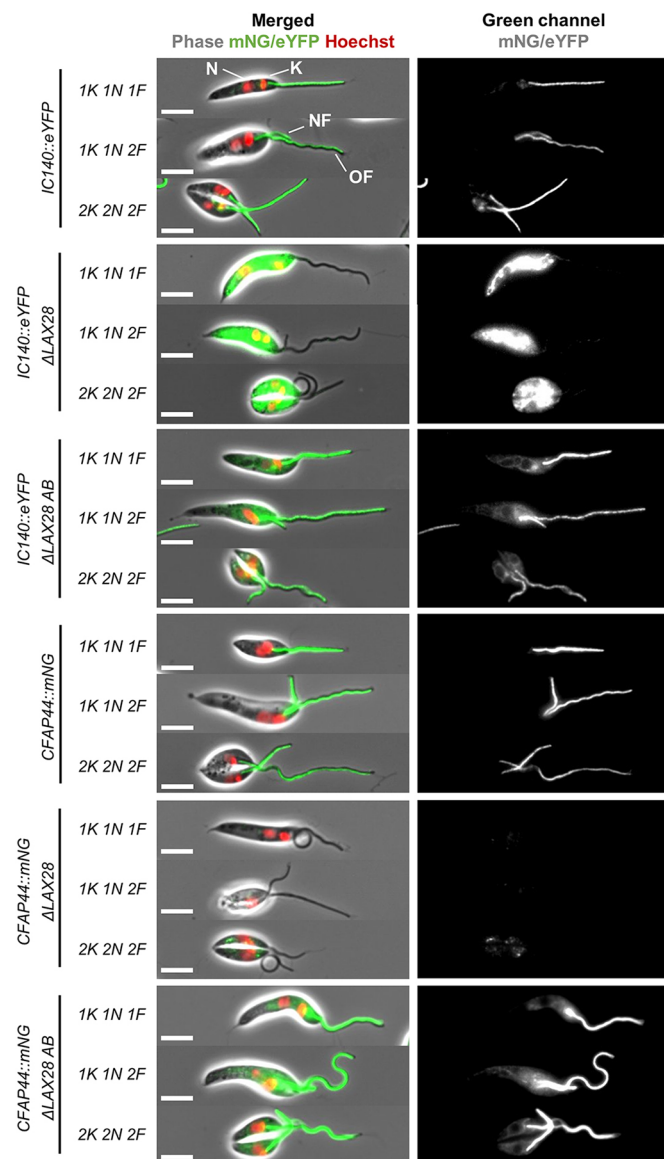 Merged
Green channel
Phase mNG/eYFP Hoechst
mNG/eYFP
IC140::eYFP
1K 1N 1F
N
K
1K 1N 2F
NF
OF
2K 2N 2F
IC140::eYFP
ΔLAX28
1K 1N 1F
1K 1N 2F
2K 2N 2F
IC140::eYFP
ΔLAX28 AB
1K 1N 1F
1K 1N 2F
2K 2N 2F
CFAP44::mNG
1K 1N 1F
1K 1N 2F
2K 2N 2F
CFAP44::mNG
ΔLAX28
1K 1N 1F
1K 1N 2F
2K 2N 2F
CFAP44::mNG
ΔLAX28 AB
1K 1N 1F
1K 1N 2F
2K 2N 2F